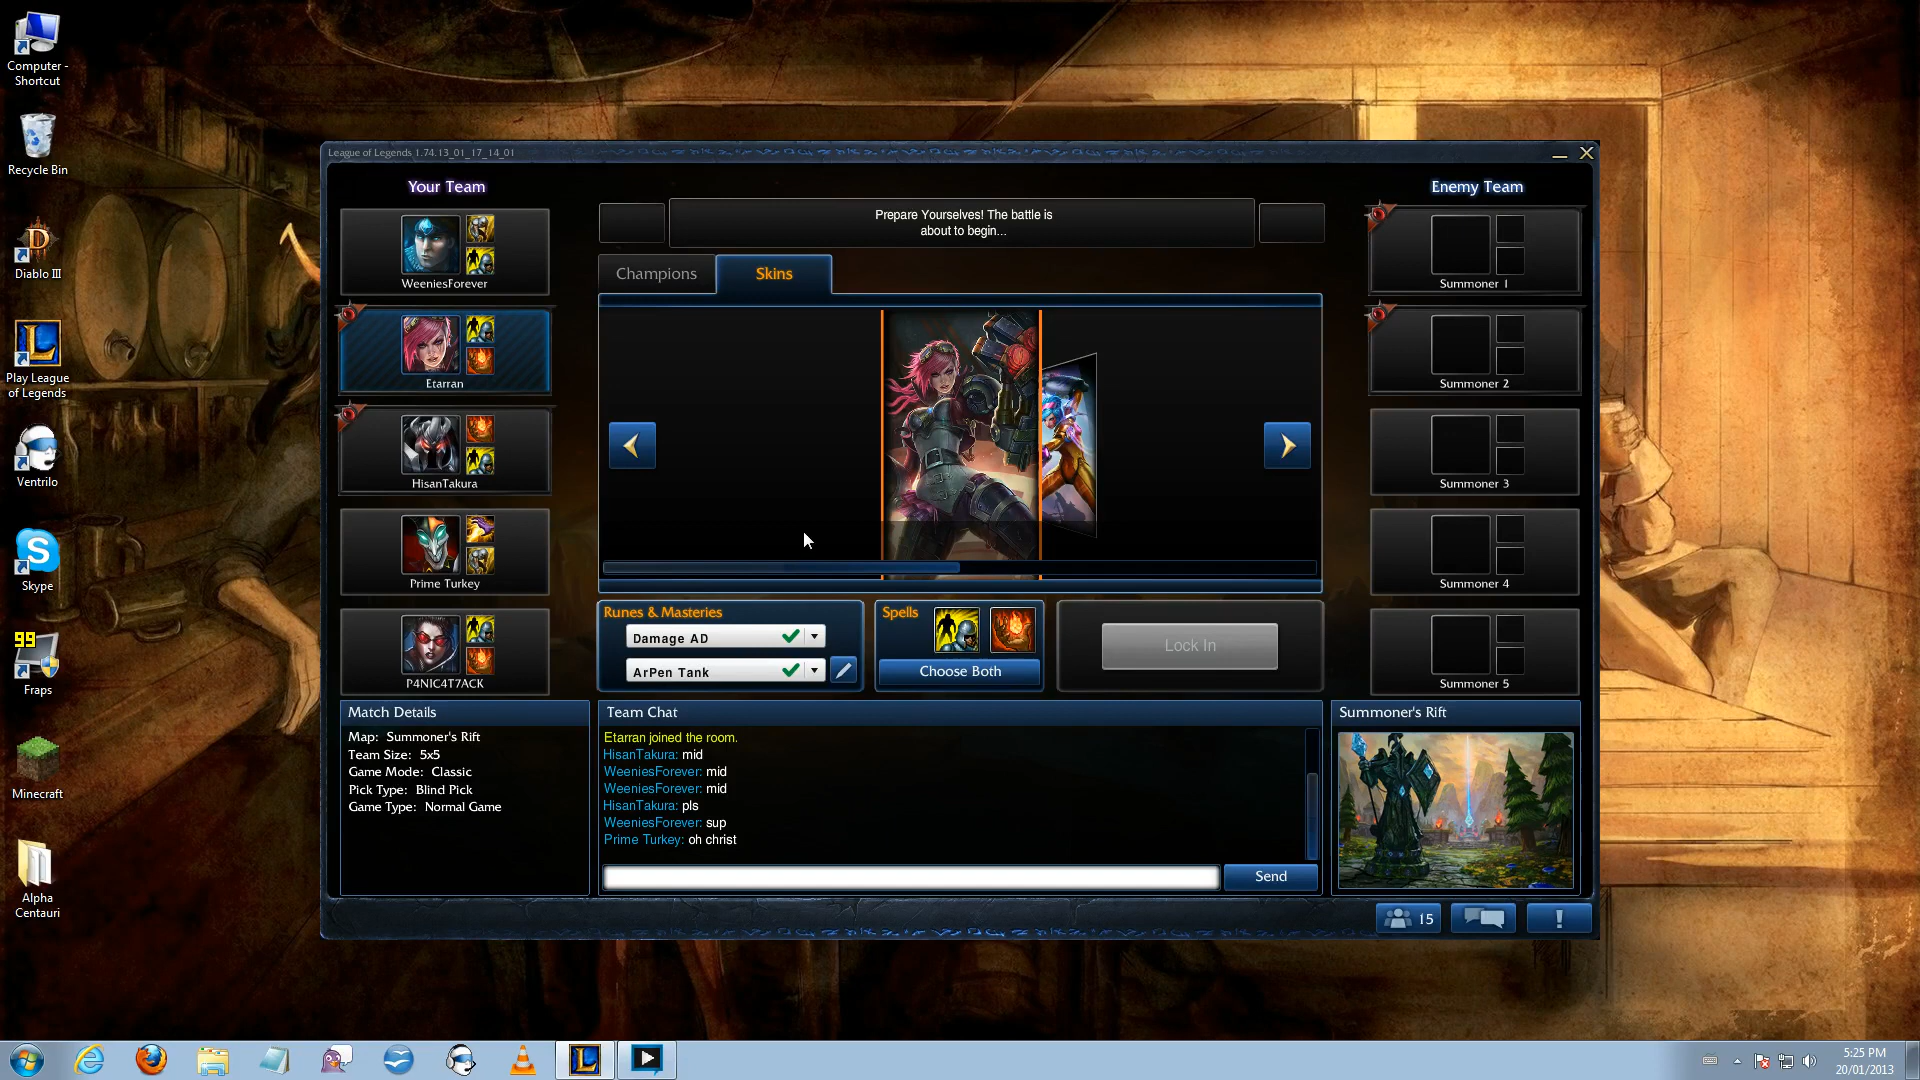 Computer -
Shortcut
Recycle Bin
Diablo III
Play League
of Legends
Ventrilo
Skype
99
Fraps
Minecraft
Alpha
Centauri
League of Legends 1.74.13_01_17_14_01
Your Team
WeeniesForever
Etarran
HisanTakura
Prime Turkey
P4NIC4T7ACK
Prepare Yourselves! The battle is
about to begin...
Champions
Skins
Enemy Team
Summoner 1
Summoner 2
Summoner 3
Summoner 4
Summoner 5
Runes & Masteries
Damage AD
ArPen Tank
Spells
Choose Both
Lock In
Match Details
Map: Summoner's Rift
Team Size: 5x5
Game Mode: Classic
Pick Type: Blind Pick
Game Type: Normal Game
Team Chat
Etarran joined the room.
HisanTakura: mid
WeeniesForever: mid
WeeniesForever: mid
HisanTakura: pls
WeeniesForever: sup
Prime Turkey: oh christ
Send
Summoner's Rift
15
5:25 PM
20/01/2013